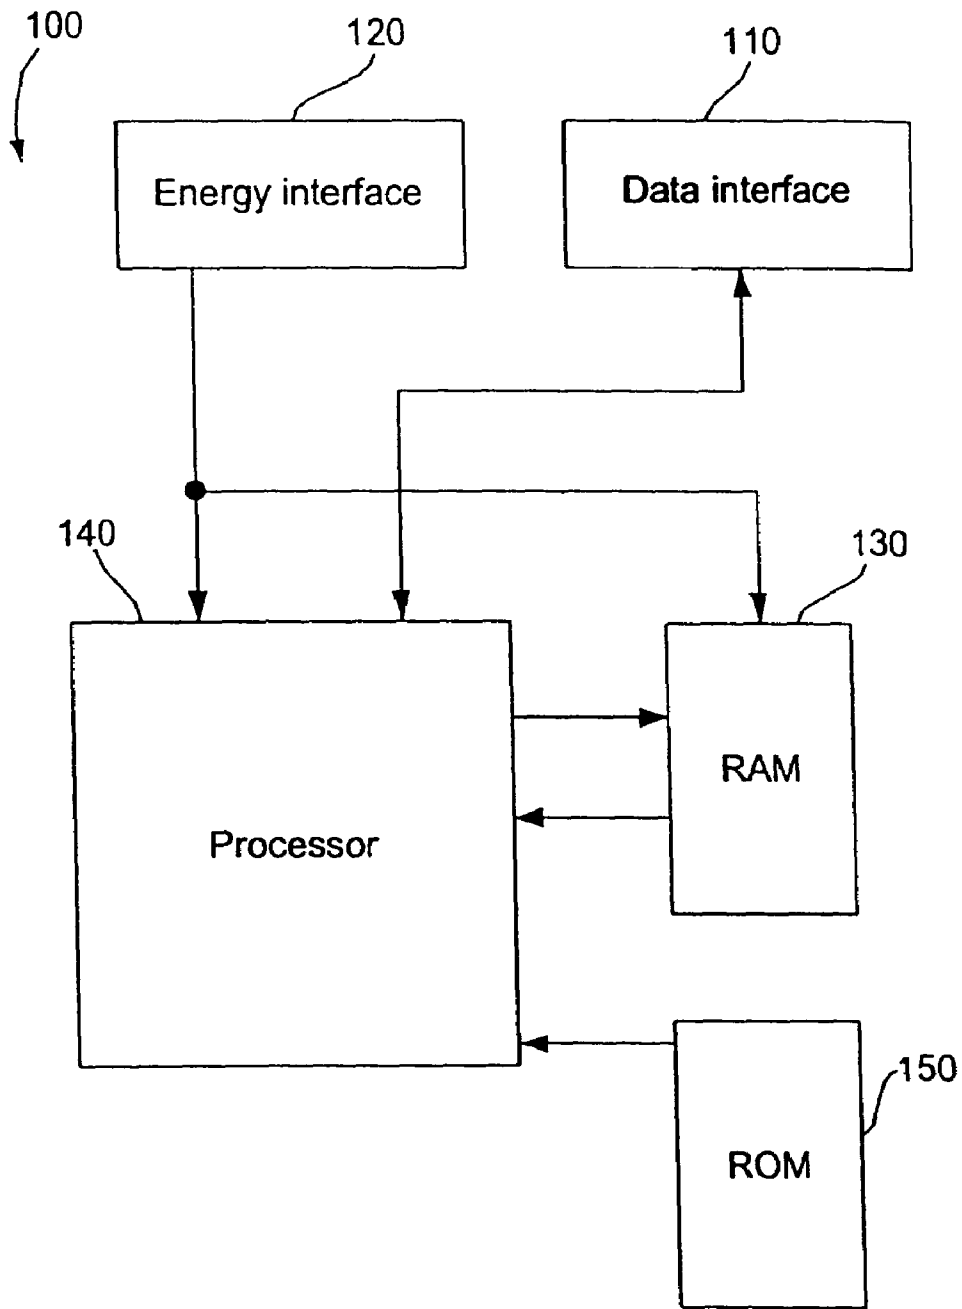 100
120
110
Energy interface
Data interface
140
130
RAM
Processor
150
ROM